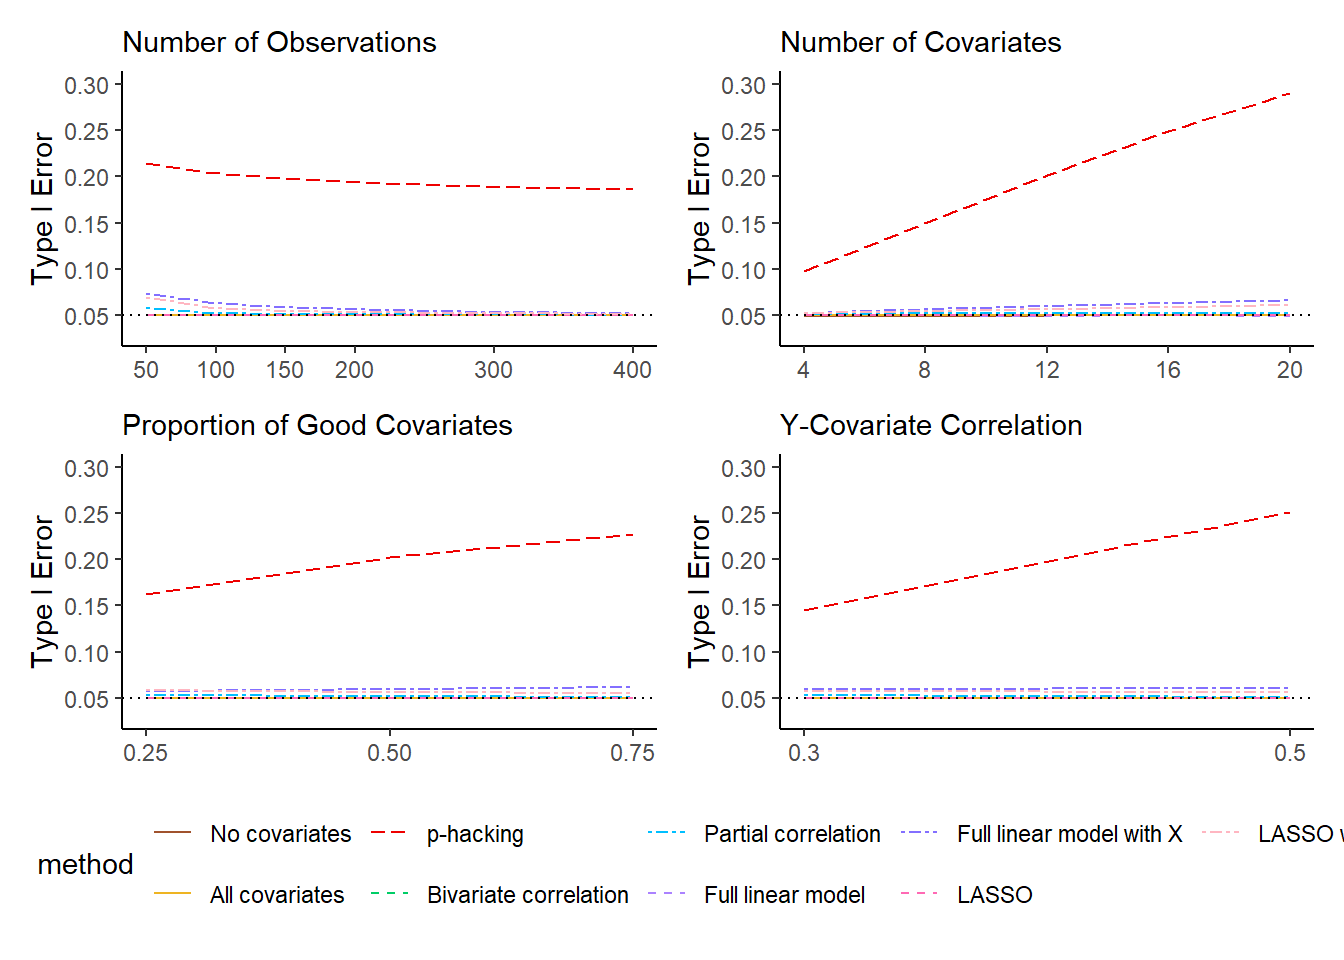 Number of Observations
Type I Error
0.30
0.25
0.20
0.15
0.10
0.05
50 100 150 200 300 400
Number of Covariates
Type I Error
0.30
0.25
0.20
0.15
0.10
0.05
4 8 12 16 20
Proportion of Good Covariates
Type I Error
0.30
0.25
0.20
0.15
0.10
0.05
0.25 0.50 0.75
Y-Covariate Correlation
Type I Error
0.30
0.25
0.20
0.15
0.10
0.05
0.3 0.5
method
No covariates p-hacking Partial correlation Full linear model with X LASSO w
All covariates Bivariate correlation Full linear model LASSO